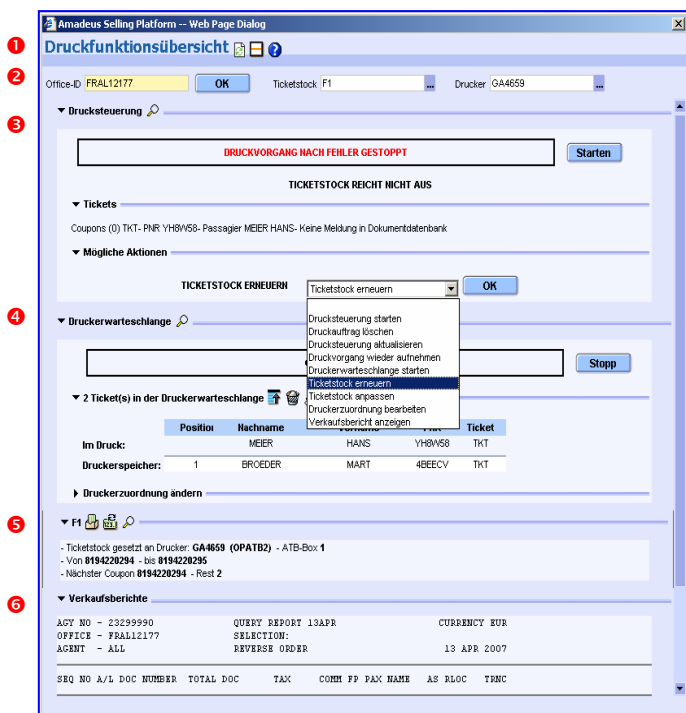 Amadeus Selling Platform -- Web Page Dialog
1 Druckfunktionsübersicht
2 Office-ID FRAL12177 OK Ticketstock F1 ... Drucker GA4659 ...
Drucksteuerung
3
DRUCKVORGANG NACH FEHLER GESTOPPT Starten
TICKETSTOCK REICHT NICHT AUS
Tickets
Coupons (0) TKT- PNR YH8W58- Passagier MEIER HANS- Keine Meldung in Dokumentdatenbank
Mögliche Aktionen
TICKETSTOCK ERNEUERN Ticketstock erneuern OK
Drucksteuerung starten
4 Druckerwarteschlange
Druckauftrag löschen
Drucksteuerung aktualisieren
Druckvorgang wieder aufnehmen
Druckerwarteschlange starten
Stopp
Ticketstock erneuern
Ticketstock anpassen
Druckerzuordnung bearbeiten
Verkaufsbericht anzeigen
2 Ticket(s) in der Druckerwarteschlange
Position Nachname Ticket
Im Druck: MEIER HANS YH8W58 TKT
Druckerspeicher: 1 BROEDER MART 4BEECV TKT
Druckerzuordnung ändern
5 F1
- Ticketstock gesetzt an Drucker: GA4659 (OPATB2) - ATB-Box 1
- Von 8194220294 - bis 8194220295
- Nächster Coupon 8194220294 - Rest 2
6 Verkaufsberichte
AGY NO - 23299990 QUERY REPORT 13APR CURRENCY EUR
OFFICE - FRAL12177 SELECTION:
AGENT - ALL REVERSE ORDER 13 APR 2007
SEQ NO A/L DOC NUMBER TOTAL DOC TAX COMM FP PAX NAME AS RLOC TRNC